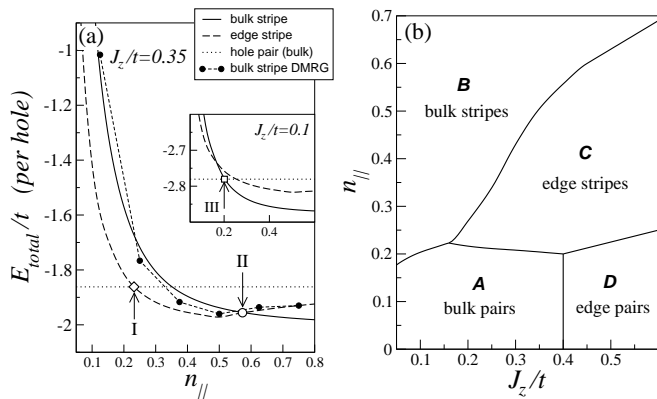 (a)
J_z/t=0.35
bulk stripe
edge stripe
hole pair (bulk)
bulk stripe DMRG
-1
-1.2
-1.4
-1.6
-1.8
-2
E_total/t (per hole)
J_z/t=0.1
-2.7
-2.8
0.2
0.4
III
II
I
0.1
0.2
0.3
0.4
0.5
0.6
0.7
0.8
n_//
(b)
0.7
0.6
0.5
0.4
0.3
0.2
0.1
0
n_//
B
bulk stripes
C
edge stripes
A
bulk pairs
D
edge pairs
0.1
0.2
0.3
0.4
0.5
J_z/t